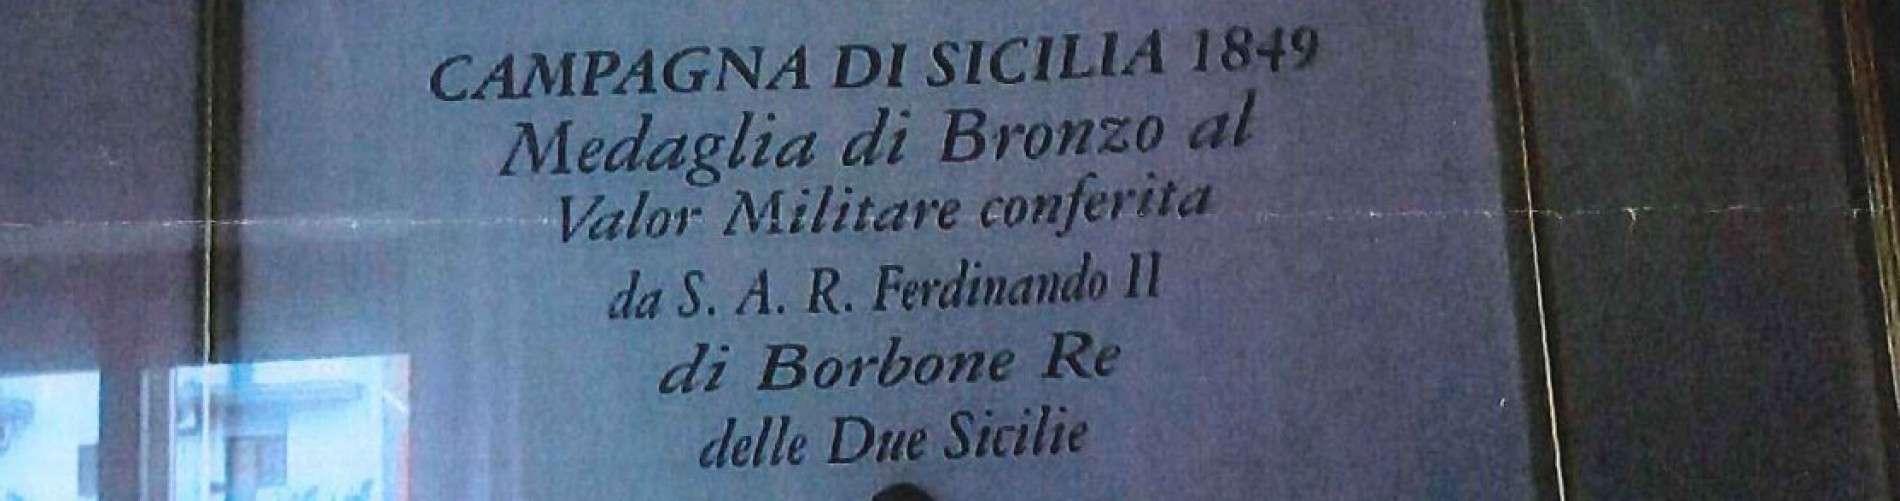 CAMPAGNA DI SICILIA 1849
Medaglia di Bronzo al
Valor Militare conferita
da S. A. R. Ferdinando II
di Borbone Re
delle Due Sicilie